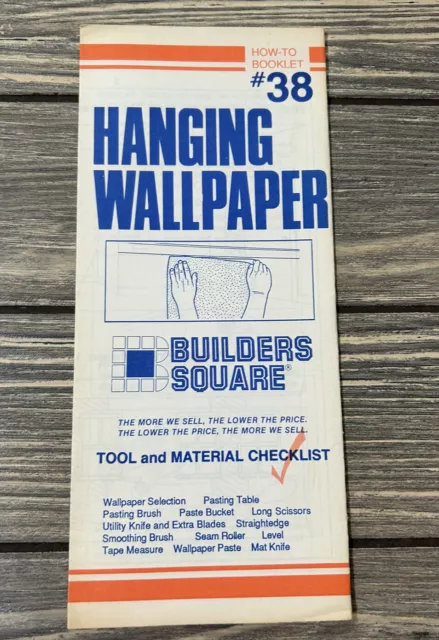 HOW-TO
BOOKLET
#38
HANGING
WALLPAPER
BUILDERS
SQUARE®
THE MORE WE SELL, THE LOWER THE PRICE.
THE LOWER THE PRICE, THE MORE WE SELL.
TOOL and MATERIAL CHECKLIST
Wallpaper Selection Pasting Table
Pasting Brush Paste Bucket Long Scissors
Utility Knife and Extra Blades Straightedge
Smoothing Brush Seam Roller Level
Tape Measure Wallpaper Paste Mat Knife